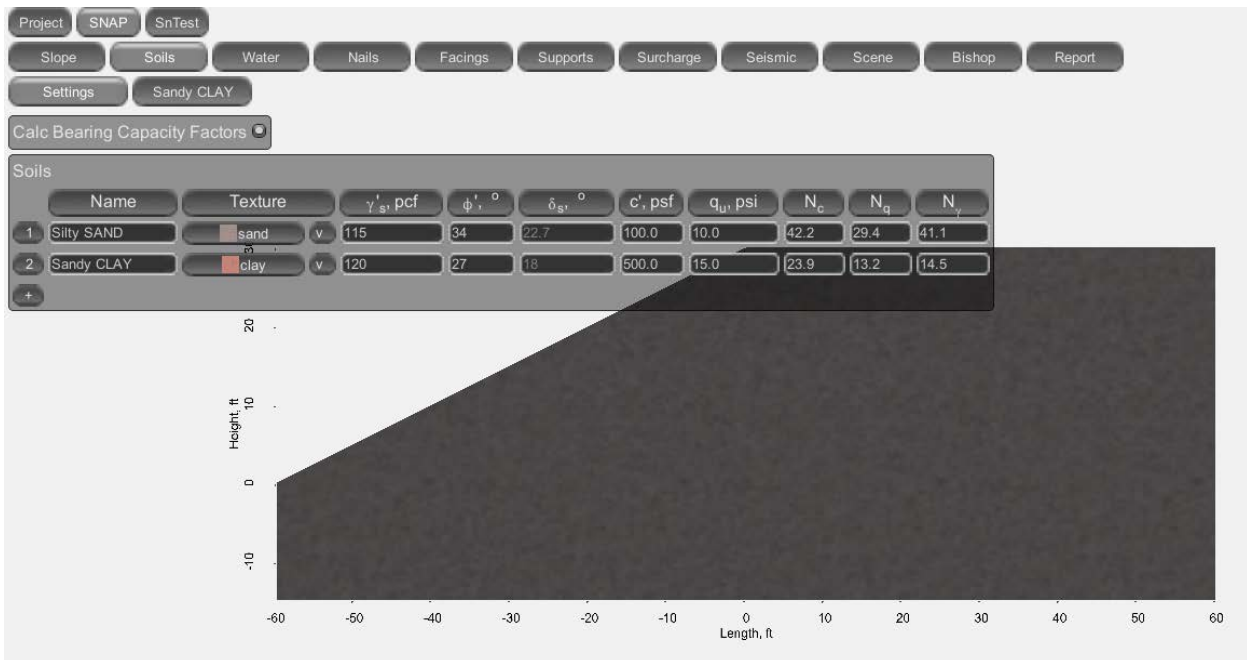 Project SNAP SnTest
Slope Soils Water Nails Facings Supports Surcharge Seismic Scene Bishop Report
Settings Sandy CLAY
Calc Bearing Capacity Factors
Soils
Name Texture γ's, pcf ϕ', º δs, º c', psf qu, psi Nc Nq Nγ
1 Silty SAND sand v 115 34 22.7 100.0 10.0 42.2 29.4 41.1
2 Sandy CLAY clay v 120 27 18 500.0 15.0 23.9 13.2 14.5
+
30
20
10
0
-10
Height, ft
-60 -50 -40 -30 -20 -10 0 10 20 30 40 50 60
Length, ft